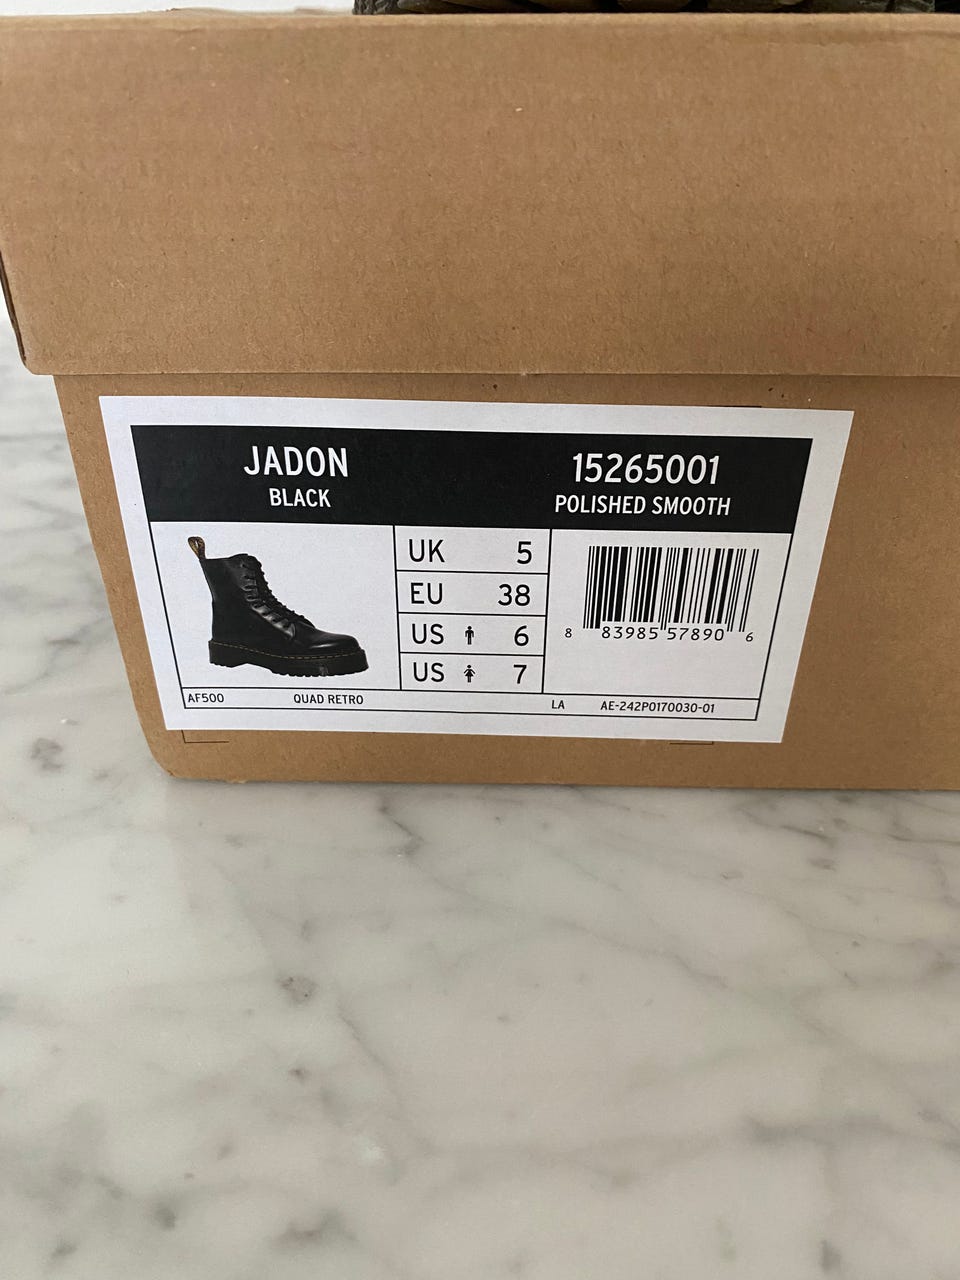 JADON
BLACK
15265001
POLISHED SMOOTH
UK 5
EU 38
US 6
US 7
8 83985 57890 6
AF500 QUAD RETRO LA AE-242P0170030-01